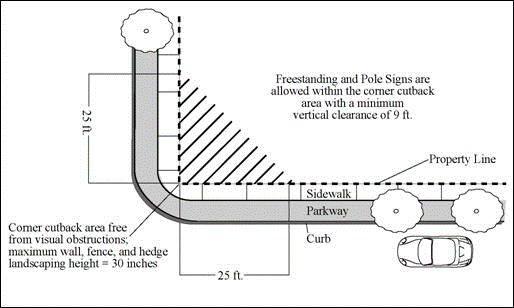 Freestanding and Pole Signs are
allowed within the corner cutback
area with a minimum
vertical clearance of 9 ft.
25 ft.
Property Line
Sidewalk
Parkway
Curb
Corner cutback area free
from visual obstructions;
maximum wall, fence, and hedge
landscaping height = 30 inches
25 ft.